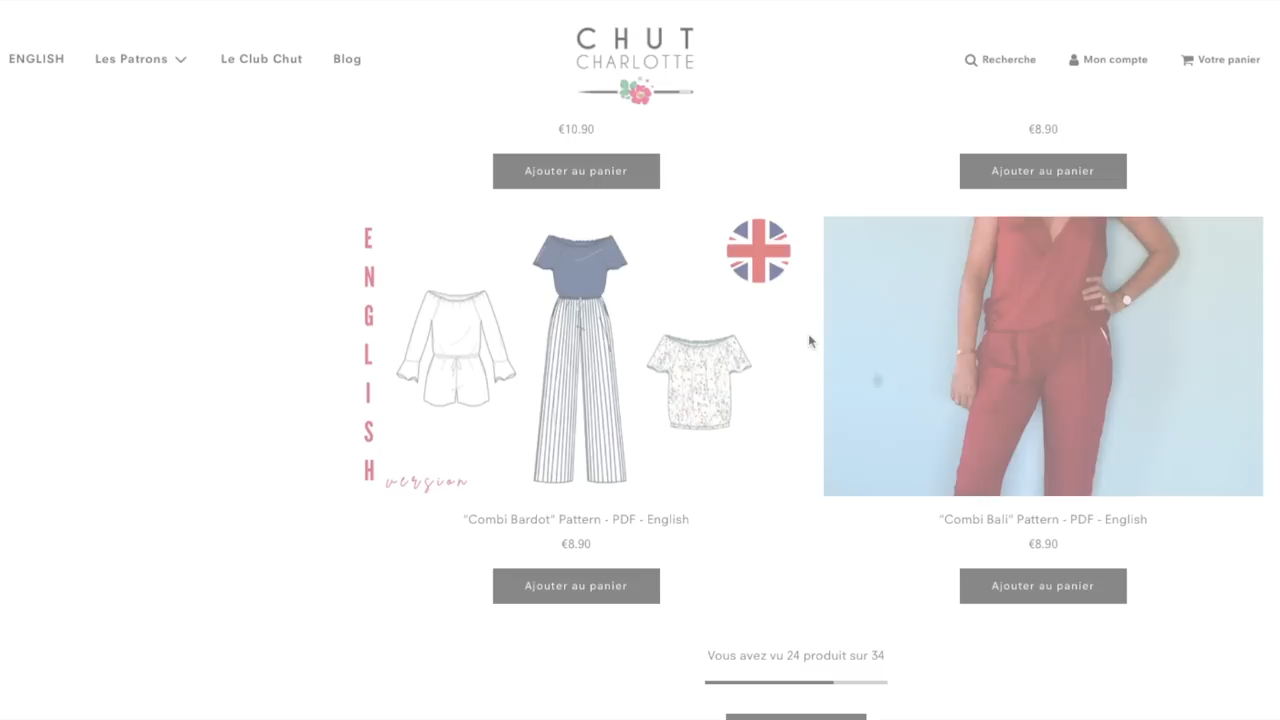 ENGLISH
Les Patrons
Le Club Chut
Blog
CHUT
CHARLOTTE
Recherche
Mon compte
Votre panier
€10.90
€8.90
Ajouter au panier
Ajouter au panier
ENGLISH
version
"Combi Bardot" Pattern - PDF - English
"Combi Bali" Pattern - PDF - English
€8.90
€8.90
Ajouter au panier
Ajouter au panier
Vous avez vu 24 produit sur 34